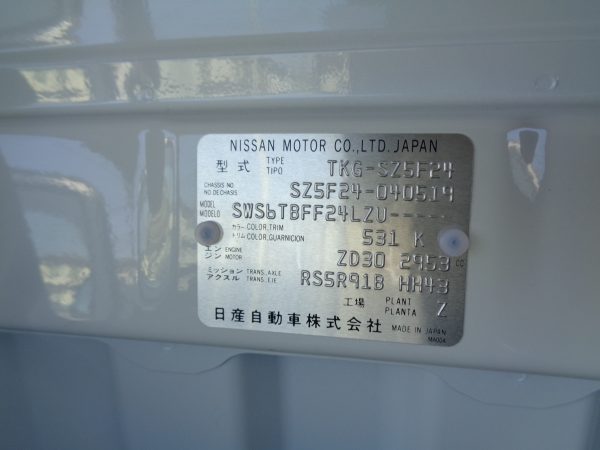 NISSAN MOTOR CO.,LTD. JAPAN
型式 TYPE TIPO TKG-SZ5F24
CHASSIS NO NO DECHASIS SZ5F24-040519
MODEL MODELO SWS6TBFF24LZU-----
カラー COLOR,TRIM トリム COLOR,GUARNICION 531 K
エンジン ENGINE MOTOR ZD30 2953 cc
ミッション TRANS.AXLE アクスル TRANS.EJE RS5R91B HH43
工場 PLANT PLANTA Z
日産自動車株式会社 MADE IN JAPAN